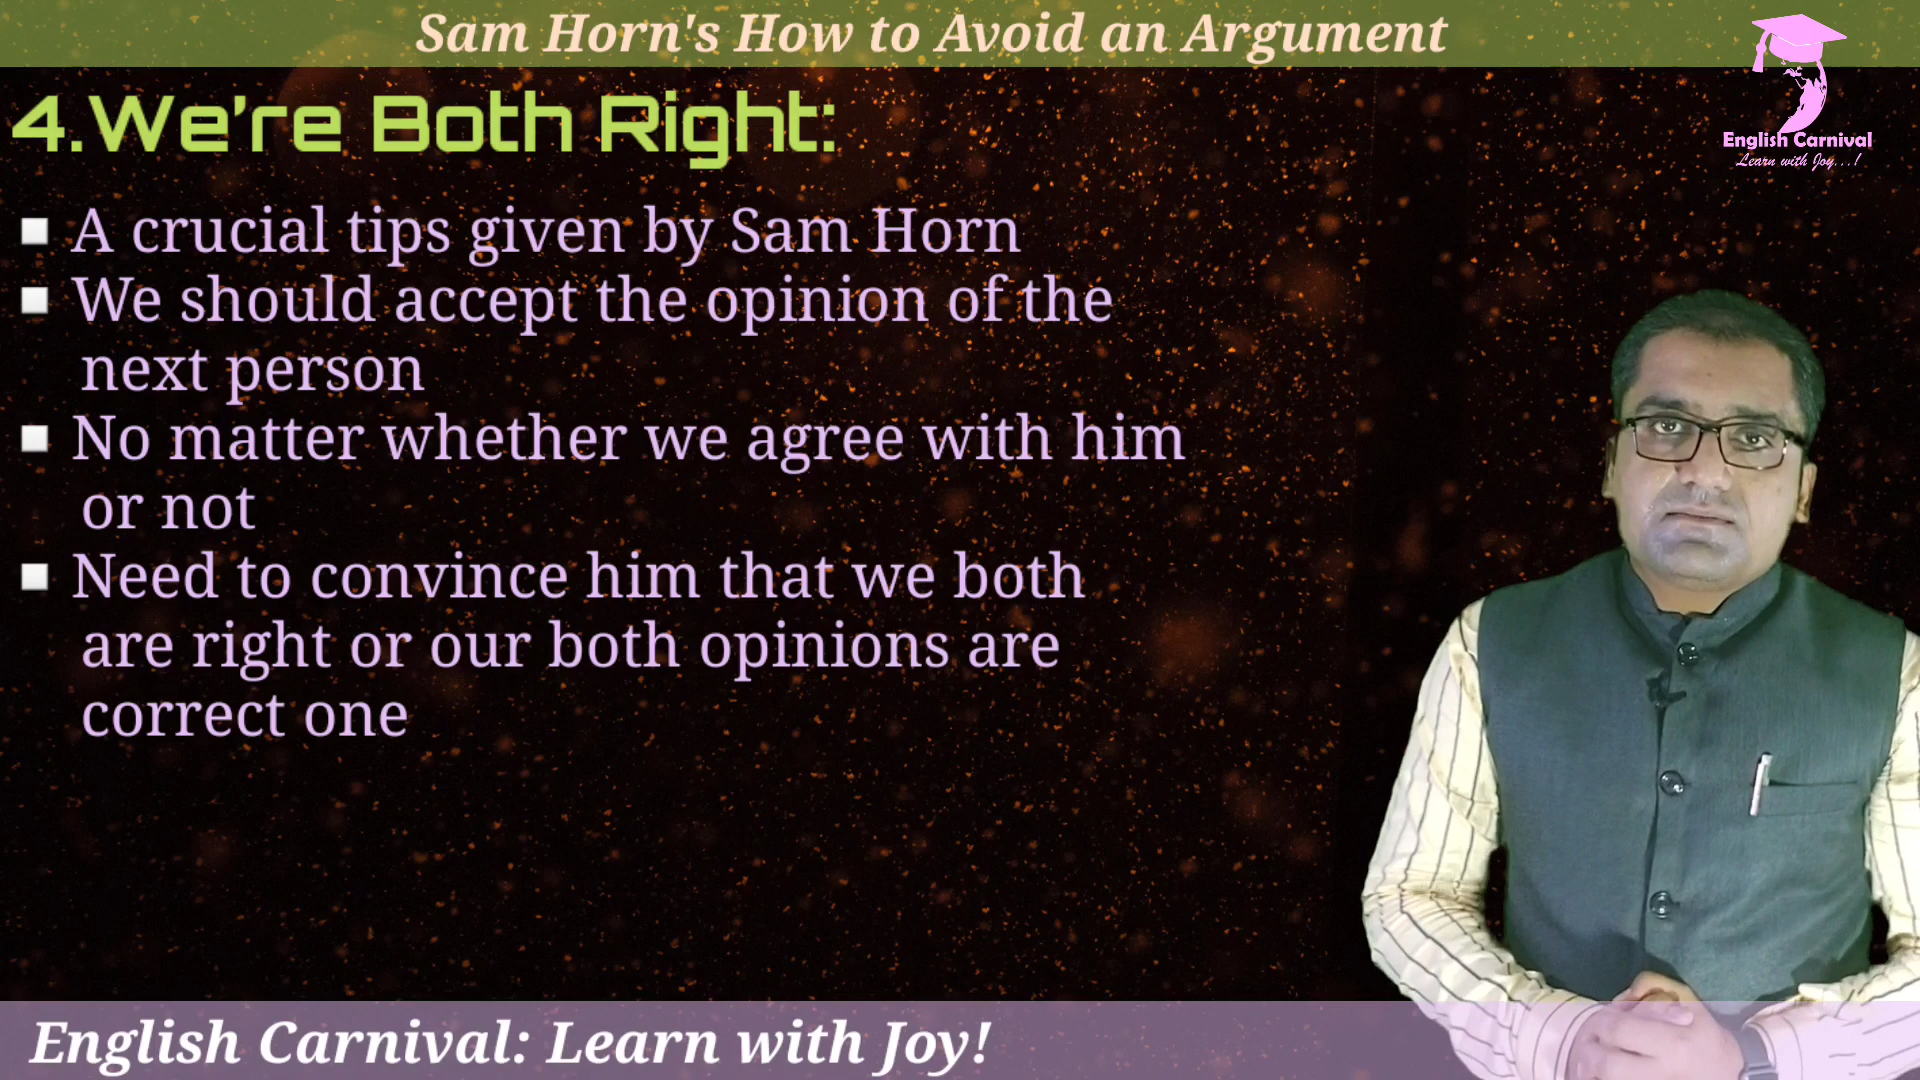 Sam Horn's How to Avoid an Argument
4.We're Both Right:
English Carnival
Learn with Joy...!
A crucial tips given by Sam Horn
We should accept the opinion of the
next person
No matter whether we agree with him
or not
Need to convince him that we both
are right or our both opinions are
correct one
English Carnival: Learn with Joy!